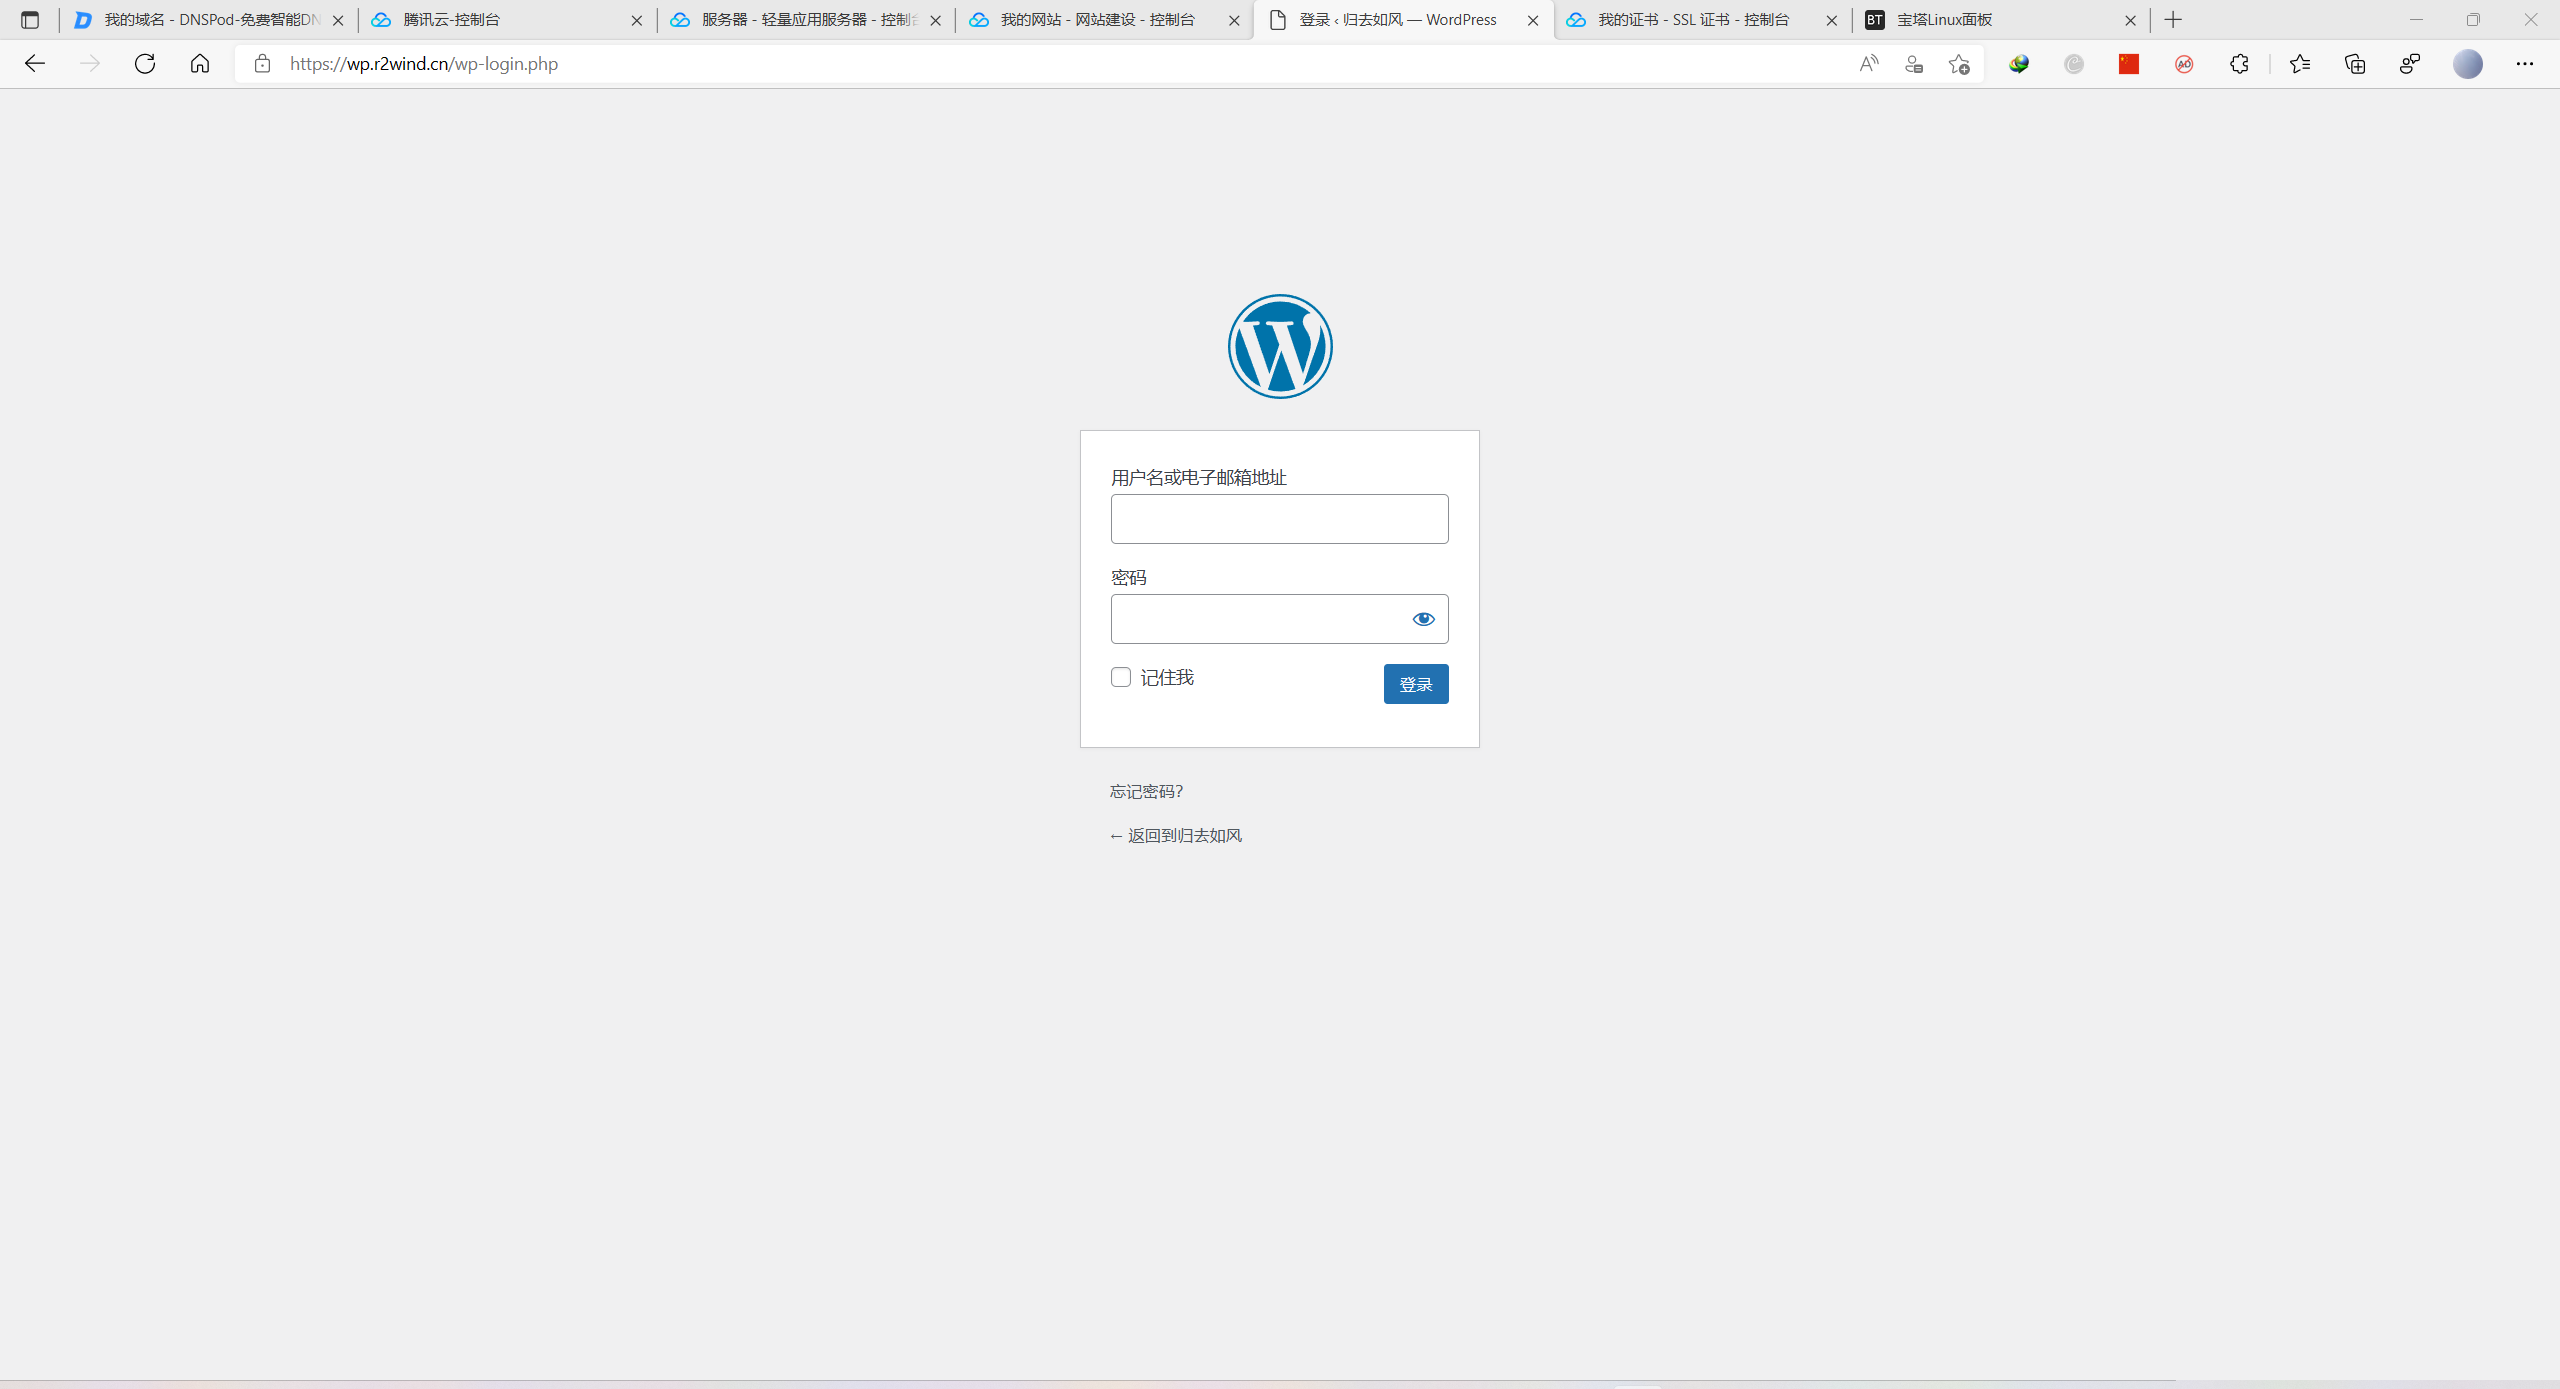 我的域名 - DNSPod-免费智能DN
腾讯云-控制台
服务器 - 轻量应用服务器 - 控制台
我的网站 - 网站建设 - 控制台
登录 ‹ 归去如风 — WordPress
我的证书 - SSL 证书 - 控制台
BT 宝塔Linux面板
https://wp.r2wind.cn/wp-login.php
用户名或电子邮箱地址
密码
记住我
登录
忘记密码?
← 返回到归去如风